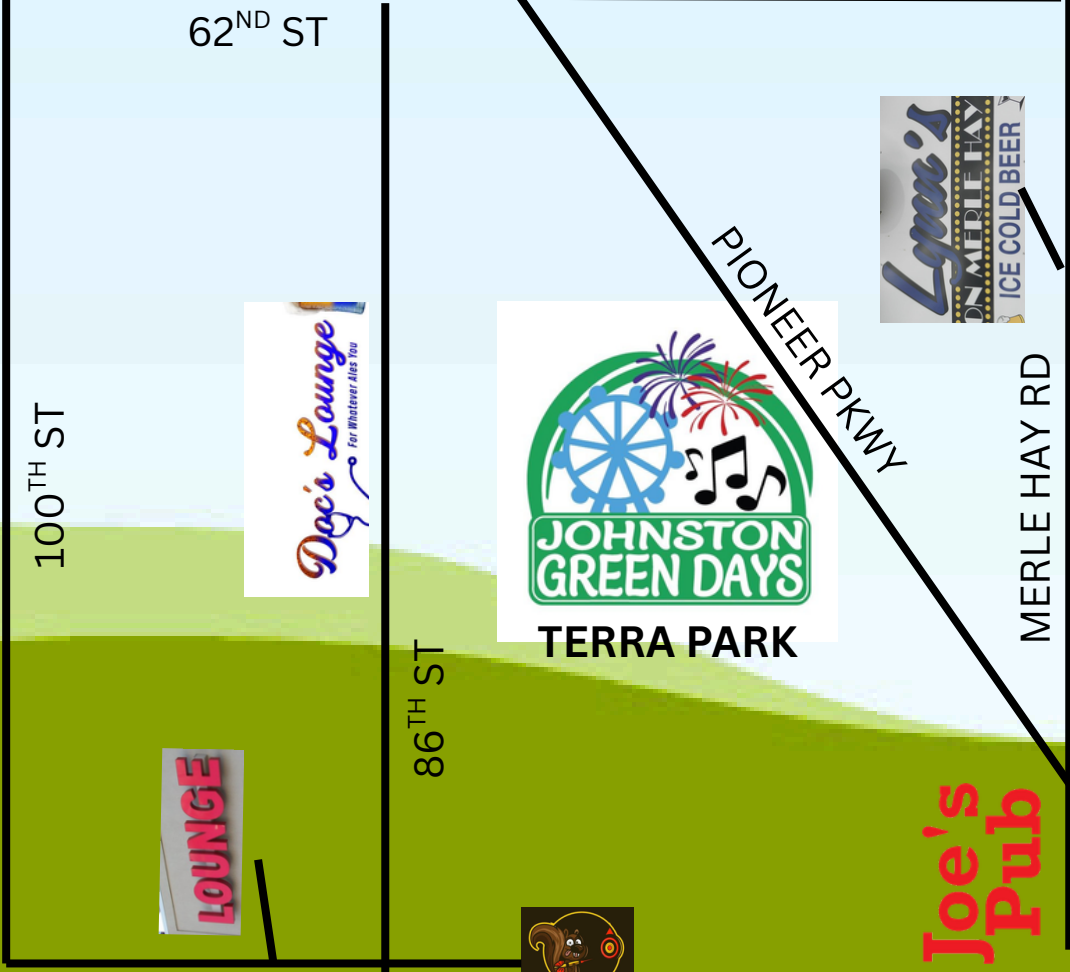 62ND ST
Lynn's
ON MERLE HAY
ICE COLD BEER
PIONEER PKWY
Doc's Lounge
For Whatever Ales You
100TH ST
MERLE HAY RD
JOHNSTON
GREEN DAYS
TERRA PARK
86TH ST
LOUNGE
Joe's
Pub